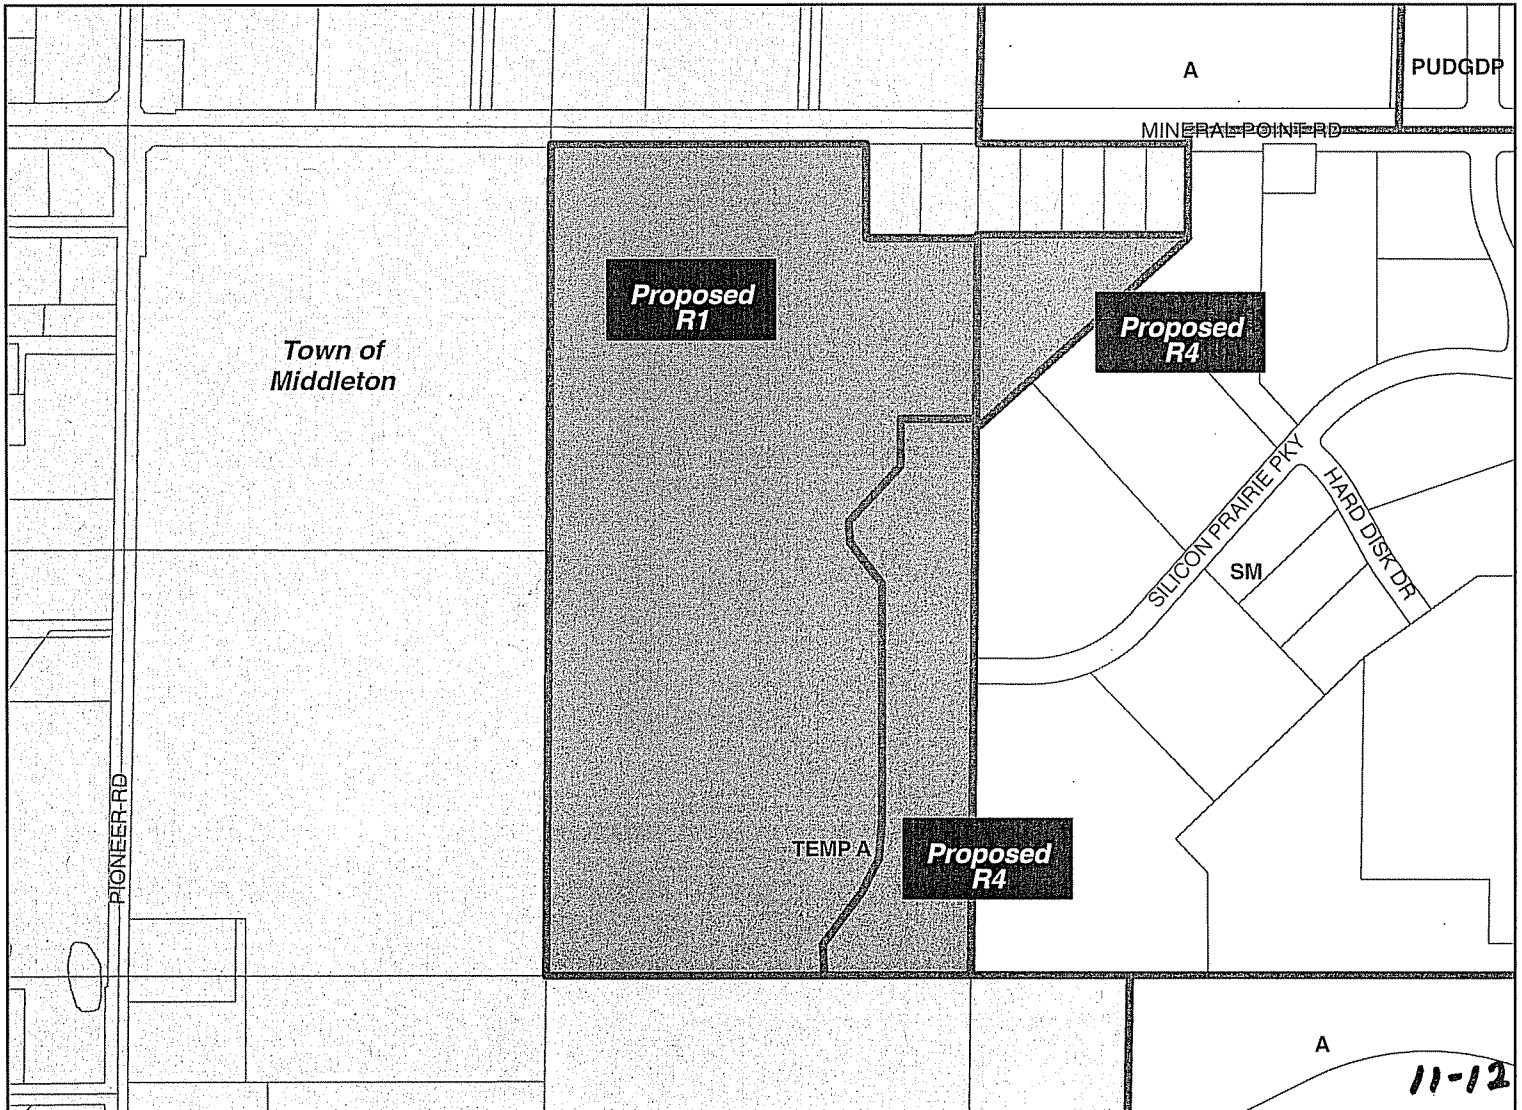 A
PUDGDP
MINERAL POINT RD
Proposed
R1
Proposed
R4
Town of
Middleton
SILICON PRAIRIE PKY
HARD DISK DR
SM
PIONEER RD
TEMP A
Proposed
R4
A
11-12